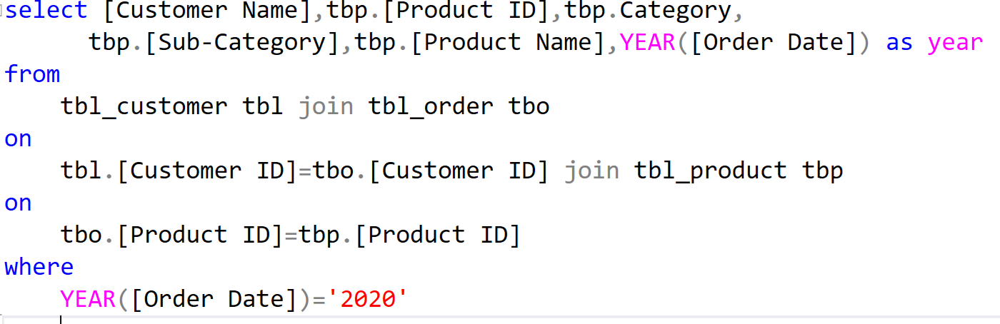 select [Customer Name],tbp.[Product ID],tbp.Category,
tbp.[Sub-Category],tbp.[Product Name],YEAR([Order Date]) as year
from
tbl_customer tbl join tbl_order tbo
on
tbl.[Customer ID]=tbo.[Customer ID] join tbl_product tbp
on
tbo.[Product ID]=tbp.[Product ID]
where
YEAR([Order Date])='2020'